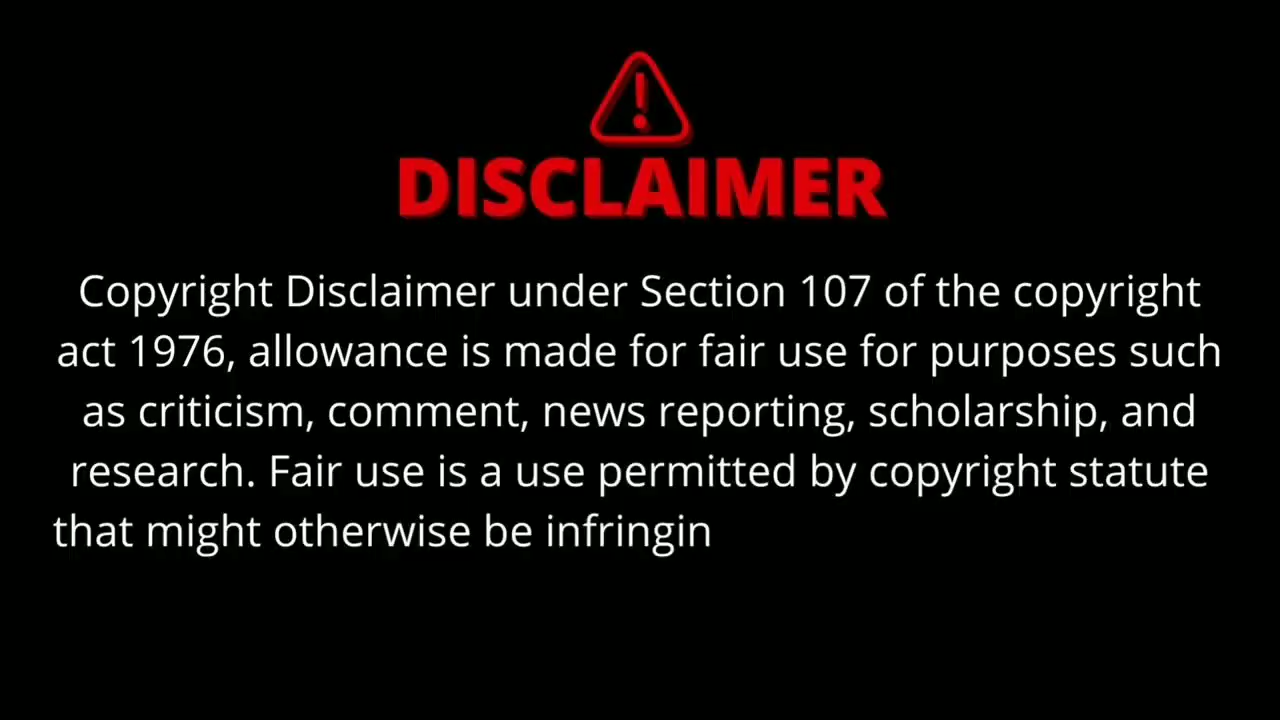 DISCLAIMER
Copyright Disclaimer under Section 107 of the copyright
act 1976, allowance is made for fair use for purposes such
as criticism, comment, news reporting, scholarship, and
research. Fair use is a use permitted by copyright statute
that might otherwise be infringin